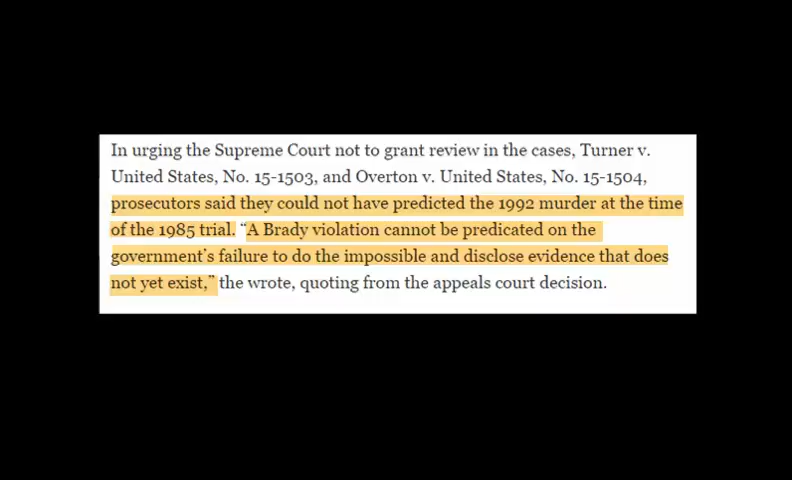 In urging the Supreme Court not to grant review in the cases, Turner v.
United States, No. 15-1503, and Overton v. United States, No. 15-1504,
prosecutors said they could not have predicted the 1992 murder at the time
of the 1985 trial. “A Brady violation cannot be predicated on the
government’s failure to do the impossible and disclose evidence that does
not yet exist,” the wrote, quoting from the appeals court decision.